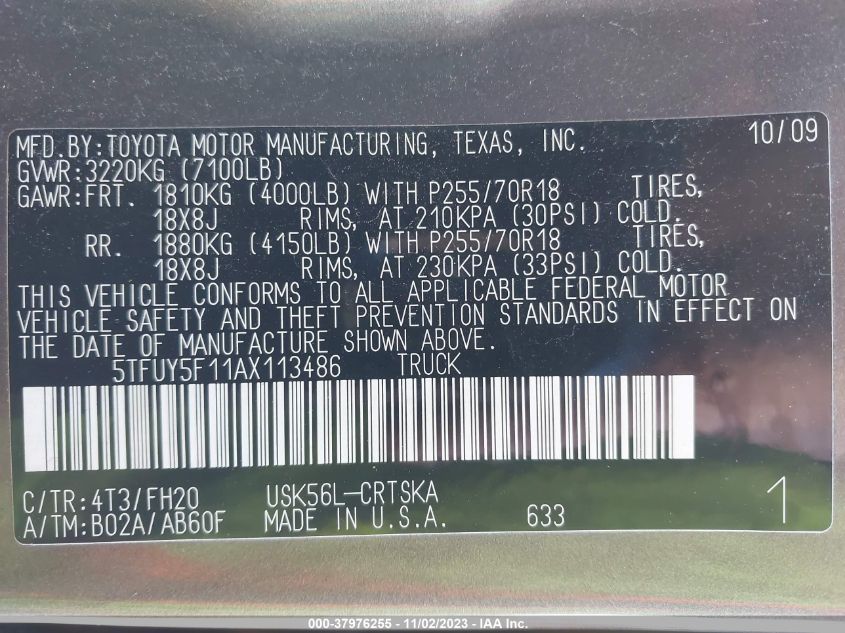 MFD.BY:TOYOTA MOTOR MANUFACTURING, TEXAS, INC. 10/09
GVWR:3220KG (7100LB)
GAWR:FRT. 1810KG (4000LB) WITH P255/70R18 TIRES,
18X8J RIMS, AT 210KPA (30PSI) COLD.
RR. 1880KG (4150LB) WITH P255/70R18 TIRES,
18X8J RIMS, AT 230KPA (33PSI) COLD.
THIS VEHICLE CONFORMS TO ALL APPLICABLE FEDERAL MOTOR
VEHICLE SAFETY AND THEFT PREVENTION STANDARDS IN EFFECT ON
THE DATE OF MANUFACTURE SHOWN ABOVE.
5TFUY5F11AX113486 TRUCK
C/TR:4T3/FH20 USK56L-CRTSKA
A/TM:B02A/AB60F MADE IN U.S.A. 633 1
000-37976255 - 11/02/2023 - IAA Inc.